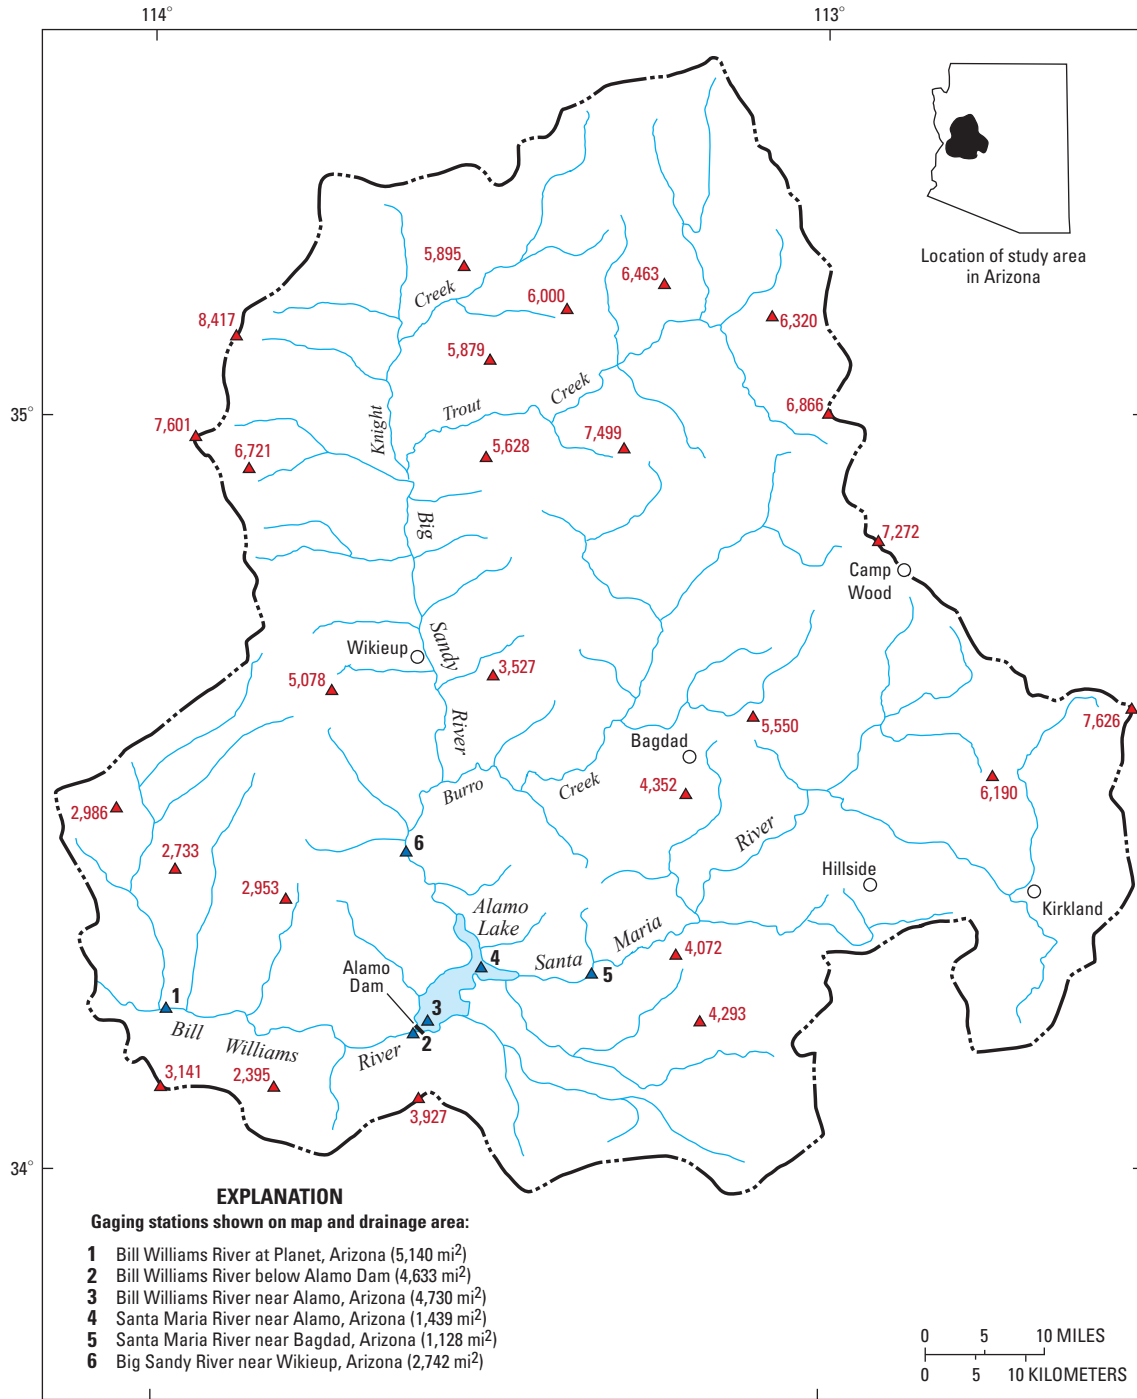 114°
113°
Location of study area
in Arizona
5,895
Creek
6,000
6,463
6,320
8,417
5,879
Creek
Trout
Knight
35°
6,866
7,601
6,721
5,628
7,499
Big
7,272
Camp
Wood
Sandy
Wikieup
5,078
3,527
River
5,550
7,626
Bagdad
Burro
Creek
4,352
6,190
2,986
River
6
2,733
Hillside
2,953
Kirkland
Alamo
Lake
Maria
4,072
Santa
Alamo
Dam
4
5
1
3
4,293
Bill
Williams
River
2
3,141
2,395
3,927
34°
EXPLANATION
Gaging stations shown on map and drainage area:
1 Bill Williams River at Planet, Arizona (5,140 mi²)
2 Bill Williams River below Alamo Dam (4,633 mi²)
3 Bill Williams River near Alamo, Arizona (4,730 mi²)
4 Santa Maria River near Alamo, Arizona (1,439 mi²)
5 Santa Maria River near Bagdad, Arizona (1,128 mi²)
6 Big Sandy River near Wikieup, Arizona (2,742 mi²)
0 5 10 MILES
0 5 10 KILOMETERS